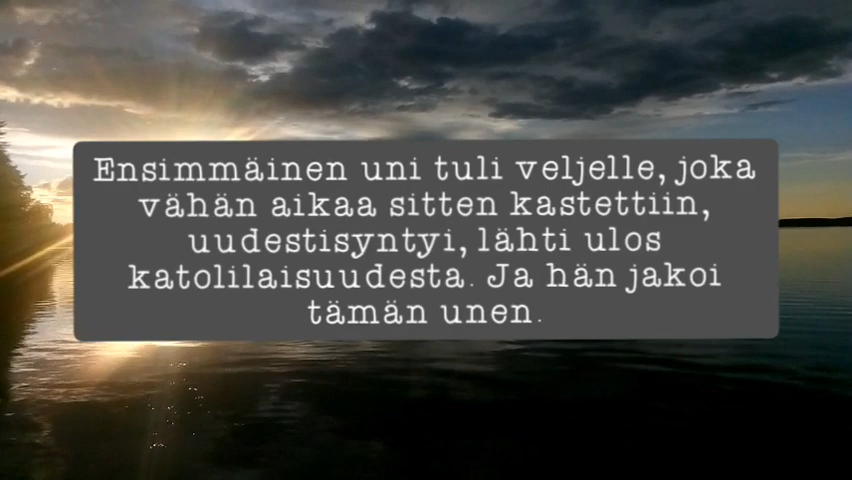 Ensimmäinen uni tuli veljelle, joka
vähän aikaa sitten kastettiin,
uudestisyntyi, lähti ulos
katolilaisuudesta. Ja hän jakoi
tämän unen.